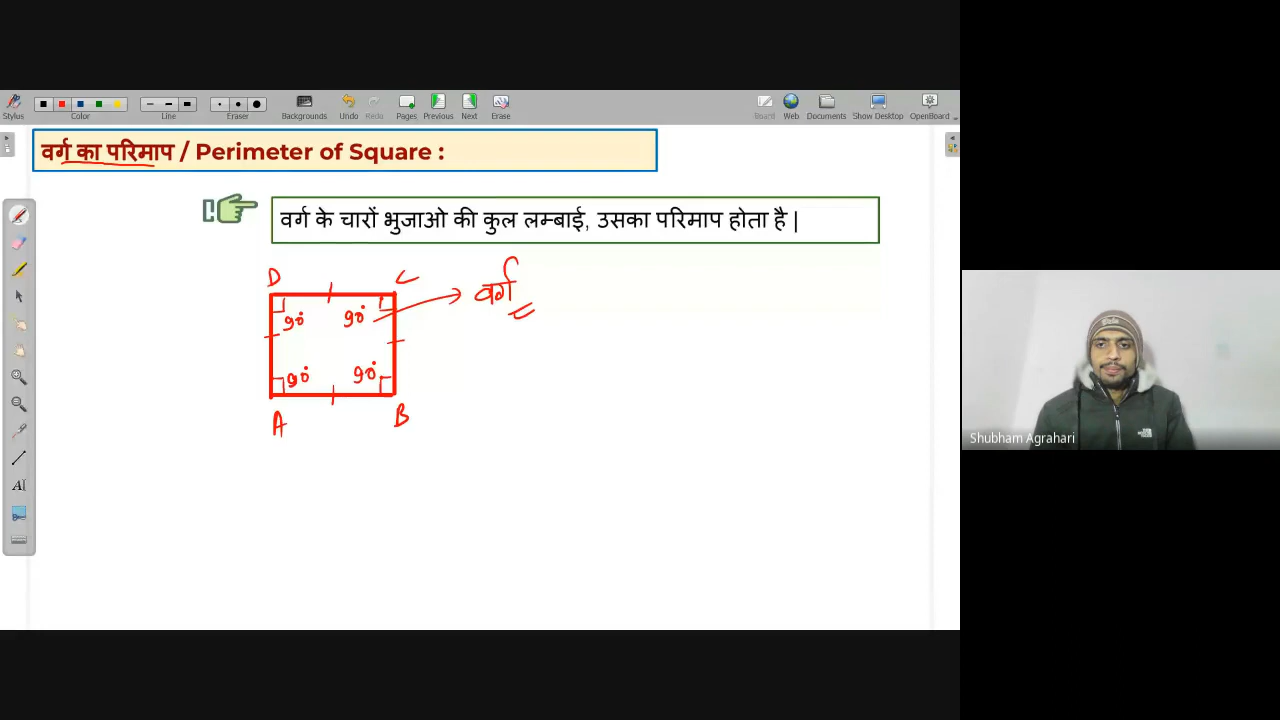 Stylus
Color
Line
Eraser
Backgrounds
Undo
Redo
Pages
Previous
Next
Erase
Board
Web
Documents
Show Desktop
OpenBoard
वर्ग का परिमाप / Perimeter of Square :
वर्ग के चारों भुजाओ की कुल लम्बाई, उसका परिमाप होता है |
D
C
वर्ग
90°
90°
90°
90°
A
B
Shubham Agrahari